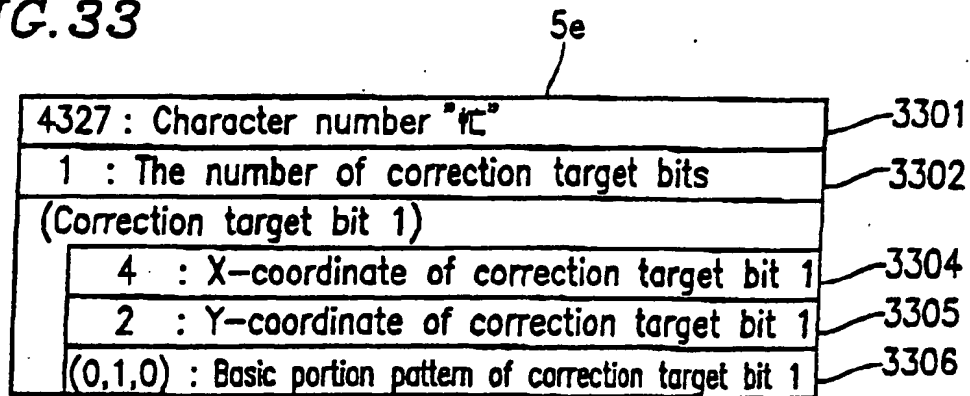 IG.33
5e
4327 : Character number "忙"
3301
1 : The number of correction target bits
3302
(Correction target bit 1)
4 : X-coordinate of correction target bit 1
3304
2 : Y-coordinate of correction target bit 1
3305
(0,1,0) : Basic portion pattern of correction target bit 1
3306